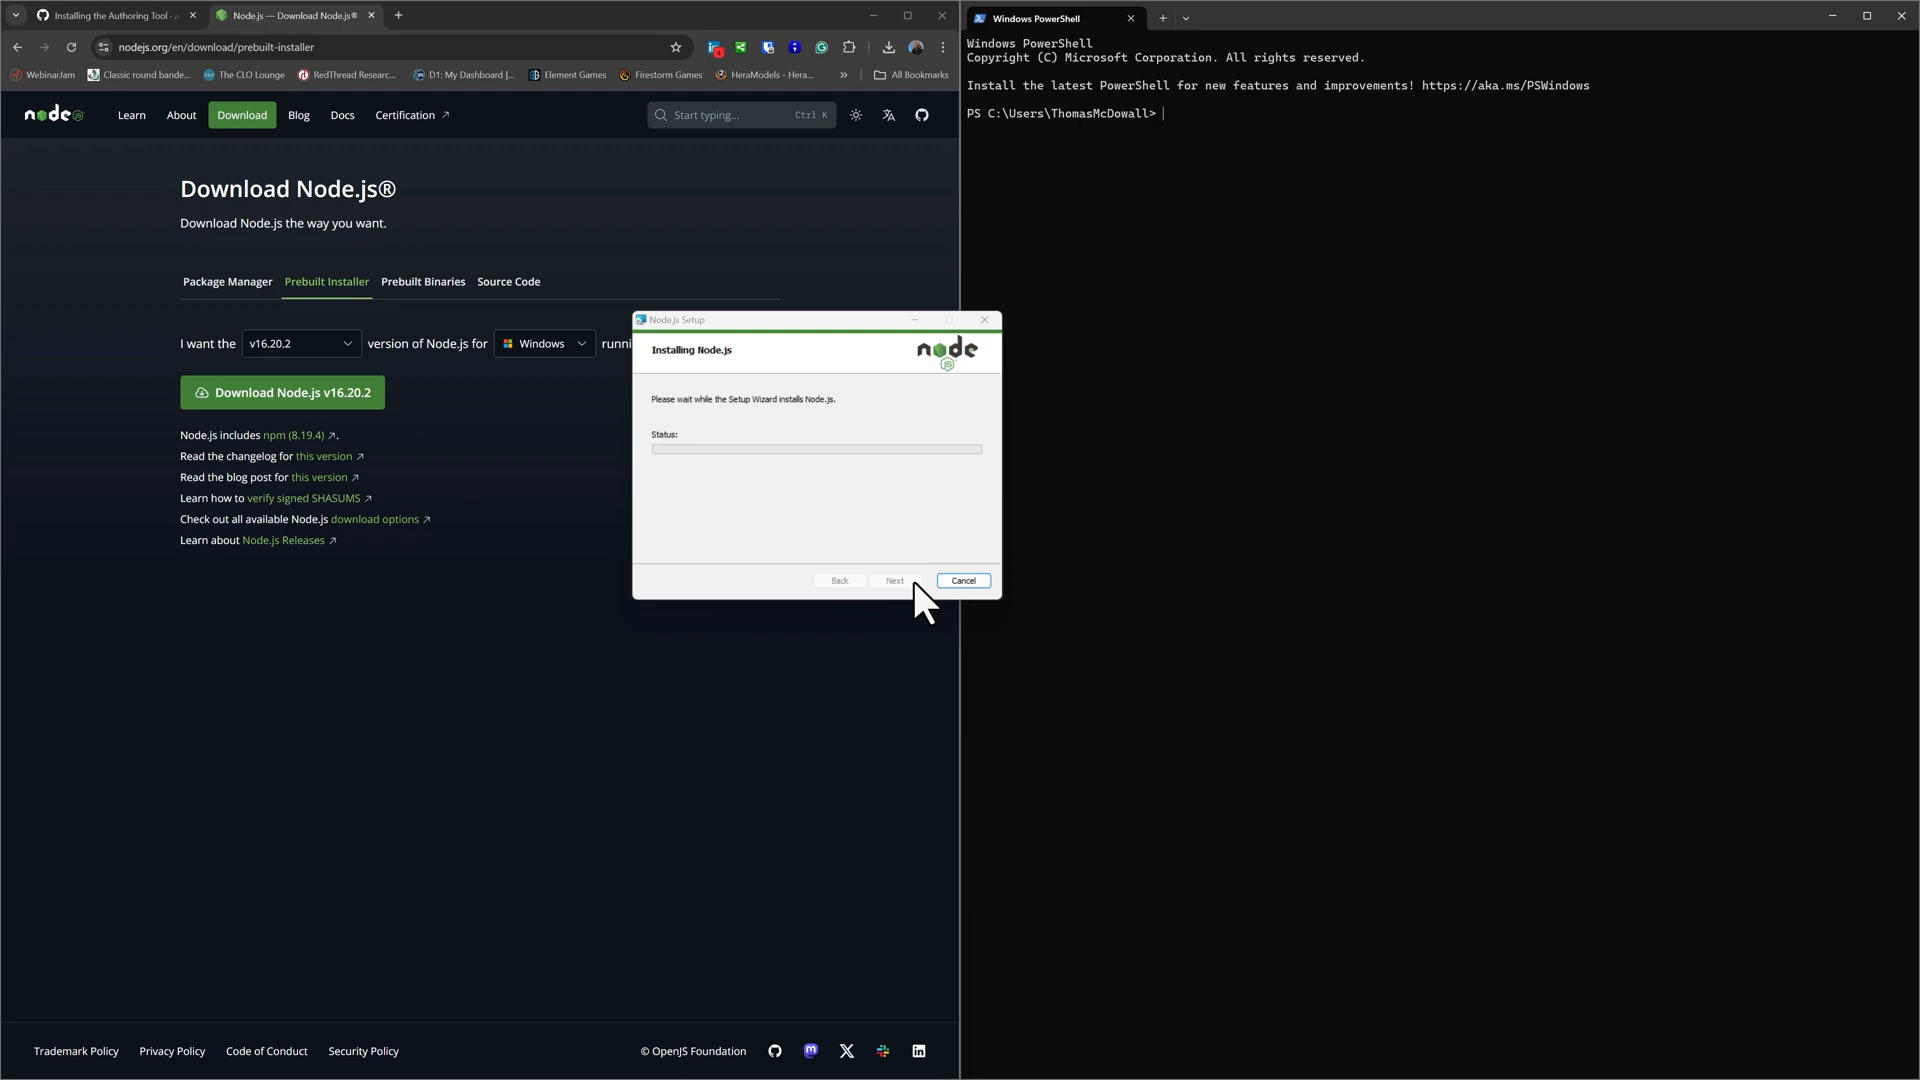 Installing the Authoring Tool - a
Node.js — Download Node.js®
nodejs.org/en/download/prebuilt-installer
4
WebinarJam
Classic round bande...
The CLO Lounge
RedThread Researc...
D1: My Dashboard |...
Element Games
Firestorm Games
HeraModels - Hera...
»
All Bookmarks
node JS
Learn
About
Download
Blog
Docs
Certification
Start typing...
Ctrl K
Download Node.js®
Download Node.js the way you want.
Package Manager
Prebuilt Installer
Prebuilt Binaries
Source Code
I want the v16.20.2 version of Node.js for Windows runni
Download Node.js v16.20.2
Node.js includes npm (8.19.4) ↗.
Read the changelog for this version ↗
Read the blog post for this version ↗
Learn how to verify signed SHASUMS ↗
Check out all available Node.js download options ↗
Learn about Node.js Releases ↗
Node.js Setup
Installing Node.js
node JS
Please wait while the Setup Wizard installs Node.js.
Status:
Back
Next
Cancel
Trademark Policy
Privacy Policy
Code of Conduct
Security Policy
© OpenJS Foundation
Windows PowerShell
Windows PowerShell
Copyright (C) Microsoft Corporation. All rights reserved.
Install the latest PowerShell for new features and improvements! https://aka.ms/PSWindows
PS C:\Users\ThomasMcDowall>